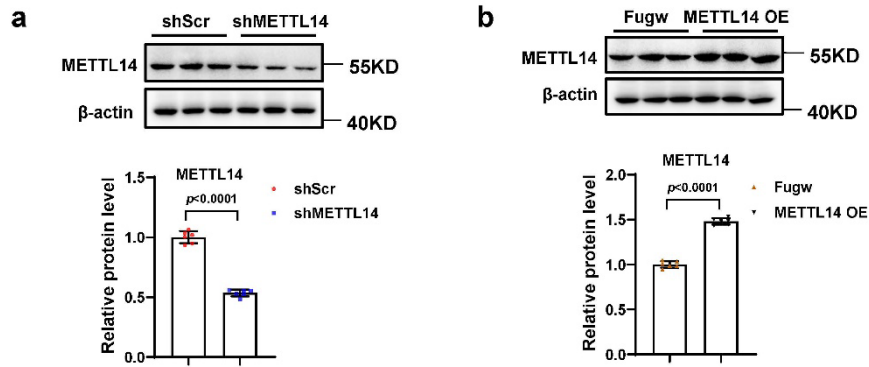 a
shScr shMETTL14
METTL14
55KD
β-actin
40KD
METTL14
p<0.0001
Relative protein level
1.5
1.0
0.5
0.0
shScr
shMETTL14
b
Fugw METTL14 OE
METTL14
55KD
β-actin
40KD
METTL14
p<0.0001
Relative protein level
2.0
1.5
1.0
0.5
0.0
Fugw
METTL14 OE